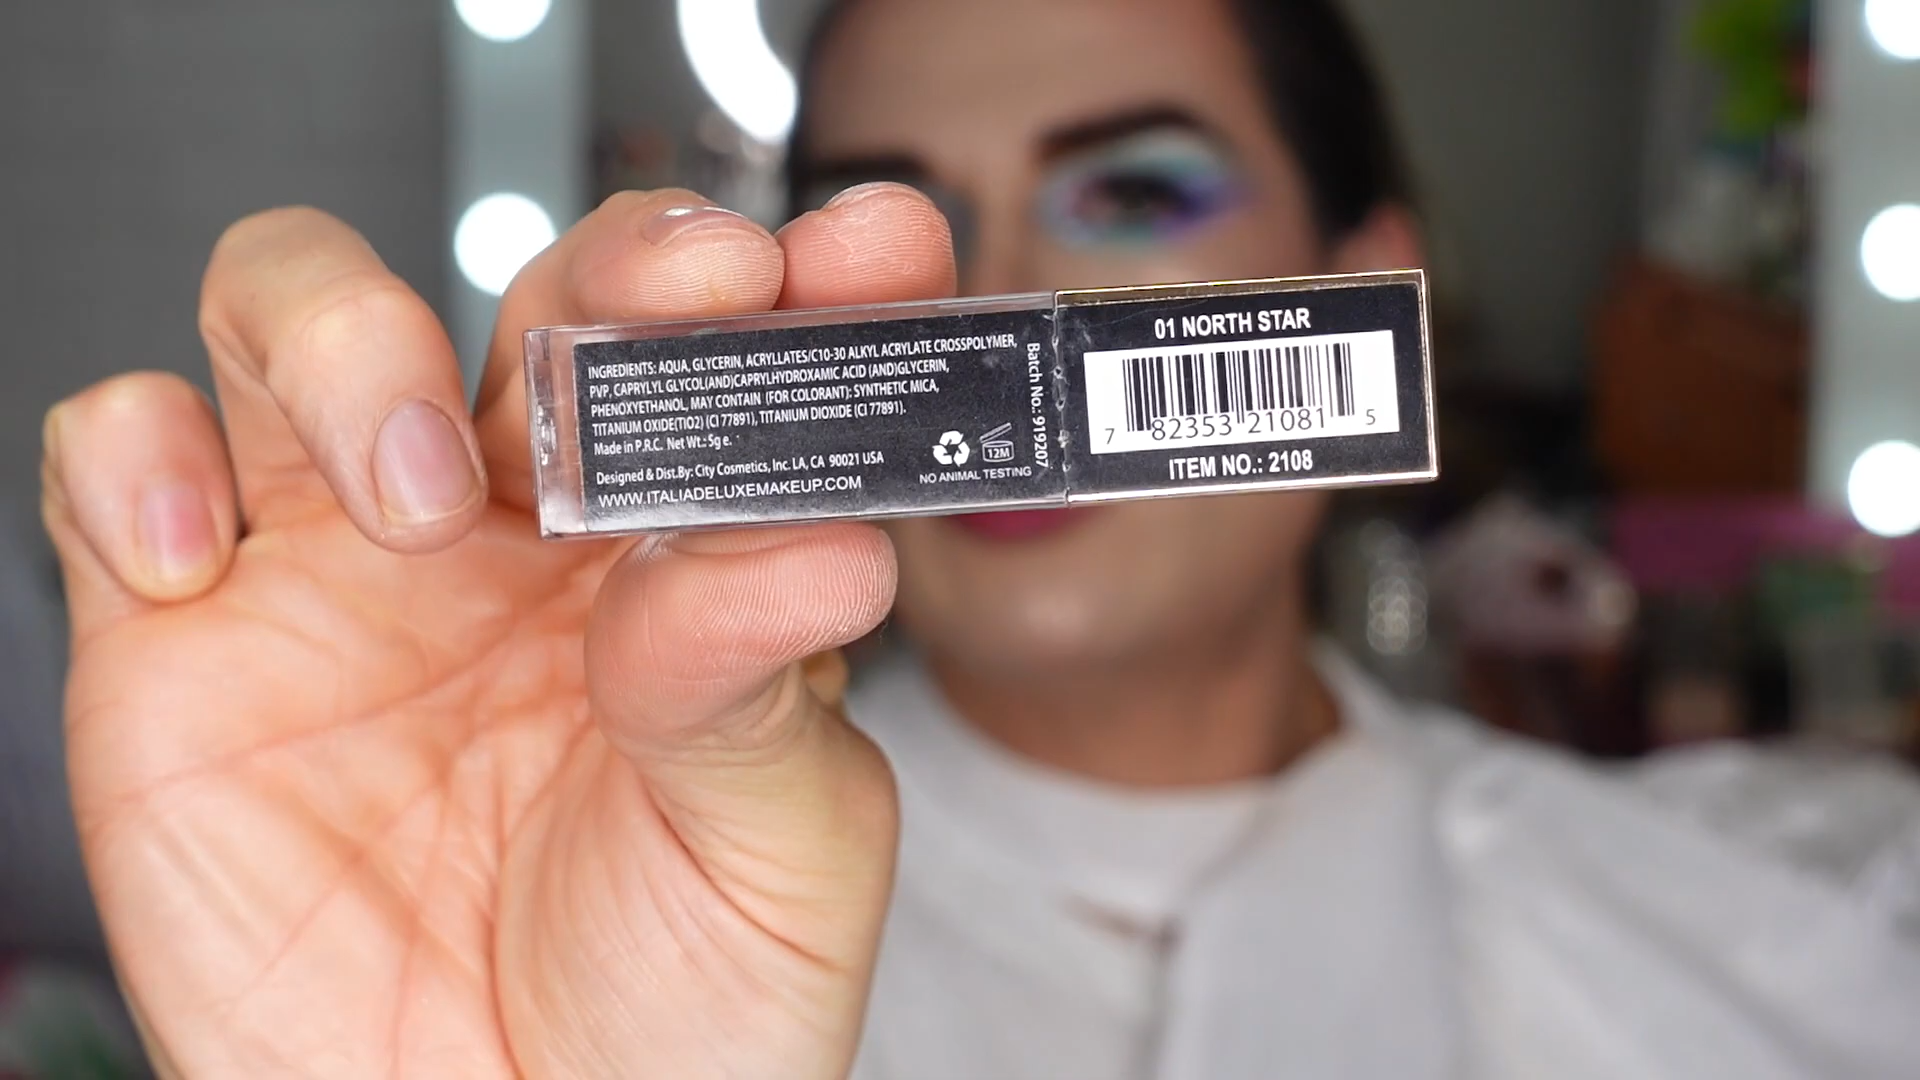 INGREDIENTS: AQUA, GLYCERIN, ACRYLLATES/C10-30 ALKYL ACRYLATE CROSSPOLYMER,
PVP, CAPRYLYL GLYCOL(AND)CAPRYLHYDROXAMIC ACID (AND)GLYCERIN,
PHENOXYETHANOL, MAY CONTAIN (FOR COLORANT): SYNTHETIC MICA,
TITANIUM OXIDE(TIO2) (CI 77891), TITANIUM DIOXIDE (CI 77891).
Made in P.R.C. Net Wt.: 5g e.
Designed & Dist.By: City Cosmetics, Inc. LA, CA 90021 USA
WWW.ITALIADELUXEMAKEUP.COM
12M
NO ANIMAL TESTING
Batch No.: 919207
01 NORTH STAR
7 82353 21081 5
ITEM NO.: 2108